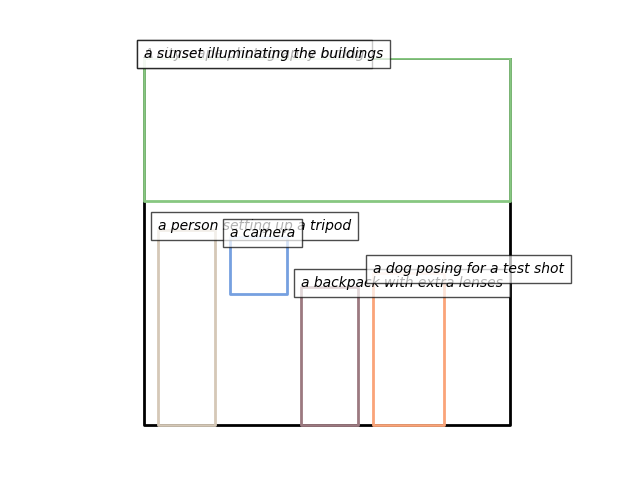 a sunset illuminating the buildings
a person setting up a tripod
a camera
a dog posing for a test shot
a backpack with extra lenses